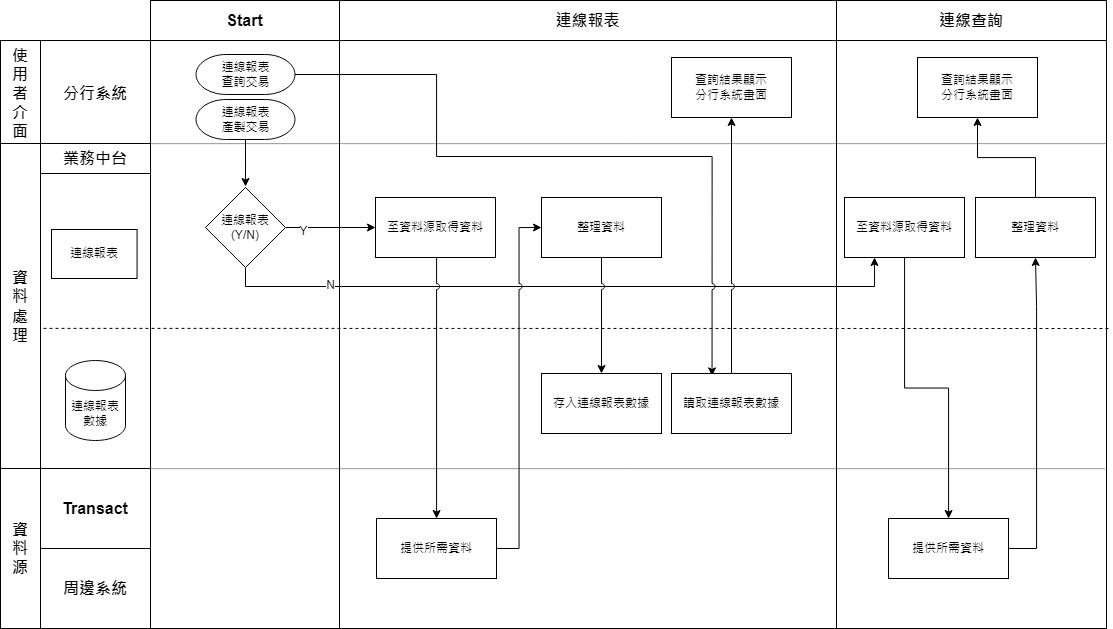 Start
連線報表
連線查詢
使
用
者
介
面
分行系統
連線報表
查詢交易
連線報表
產製交易
查詢結果顯示
分行系統畫面
查詢結果顯示
分行系統畫面
資
料
處
理
業務中台
連線報表
連線報表
(Y/N)
Y
N
至資料源取得資料
整理資料
至資料源取得資料
整理資料
連線報表
數據
存入連線報表數據
讀取連線報表數據
資
料
源
Transact
周邊系統
提供所需資料
提供所需資料